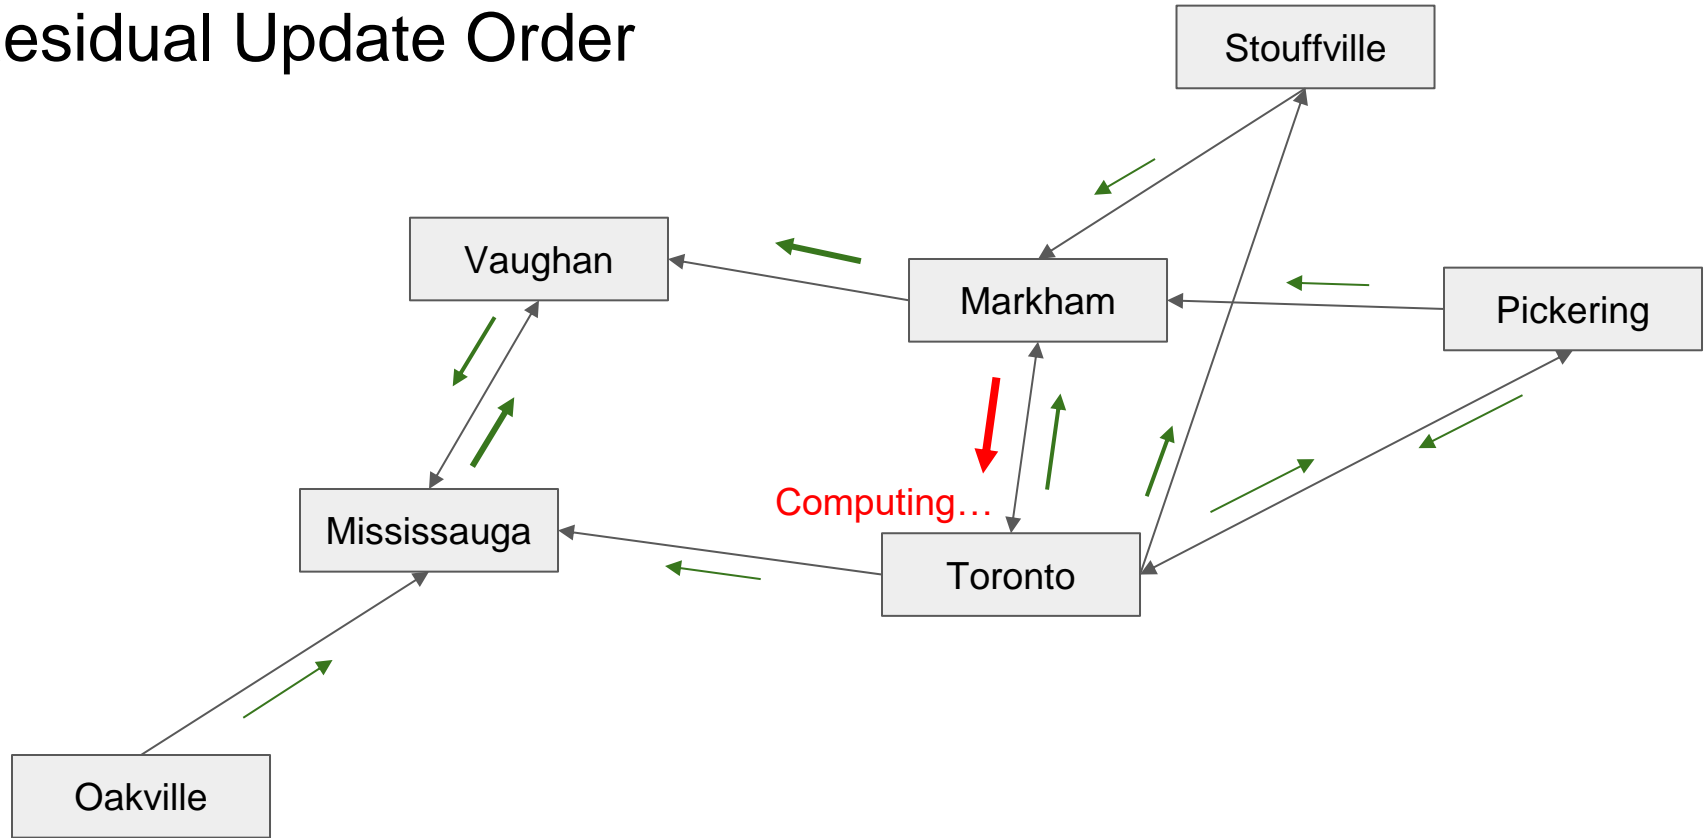 esidual Update Order
Stouffville
Vaughan
Markham
Pickering
Computing…
Mississauga
Toronto
Oakville